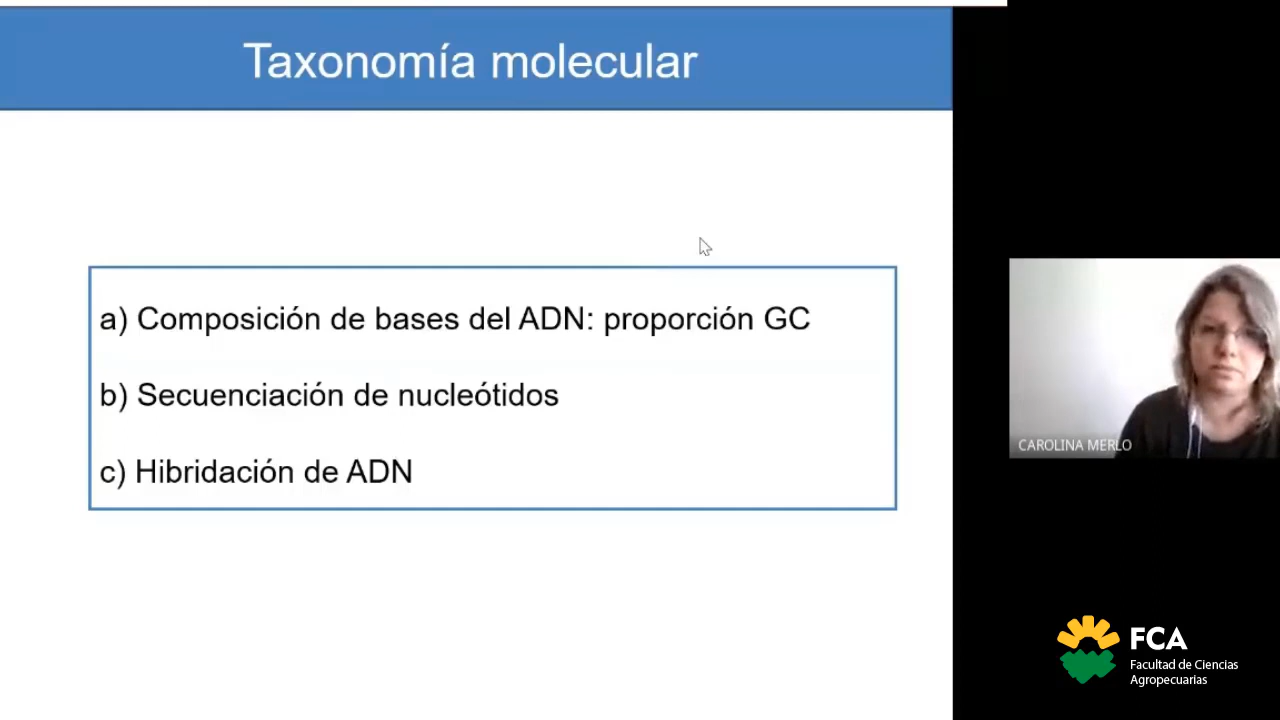 Taxonomía molecular
a) Composición de bases del ADN: proporción GC
b) Secuenciación de nucleótidos
c) Hibridación de ADN
CAROLINA MERLO
FCA
Facultad de Ciencias
Agropecuarias